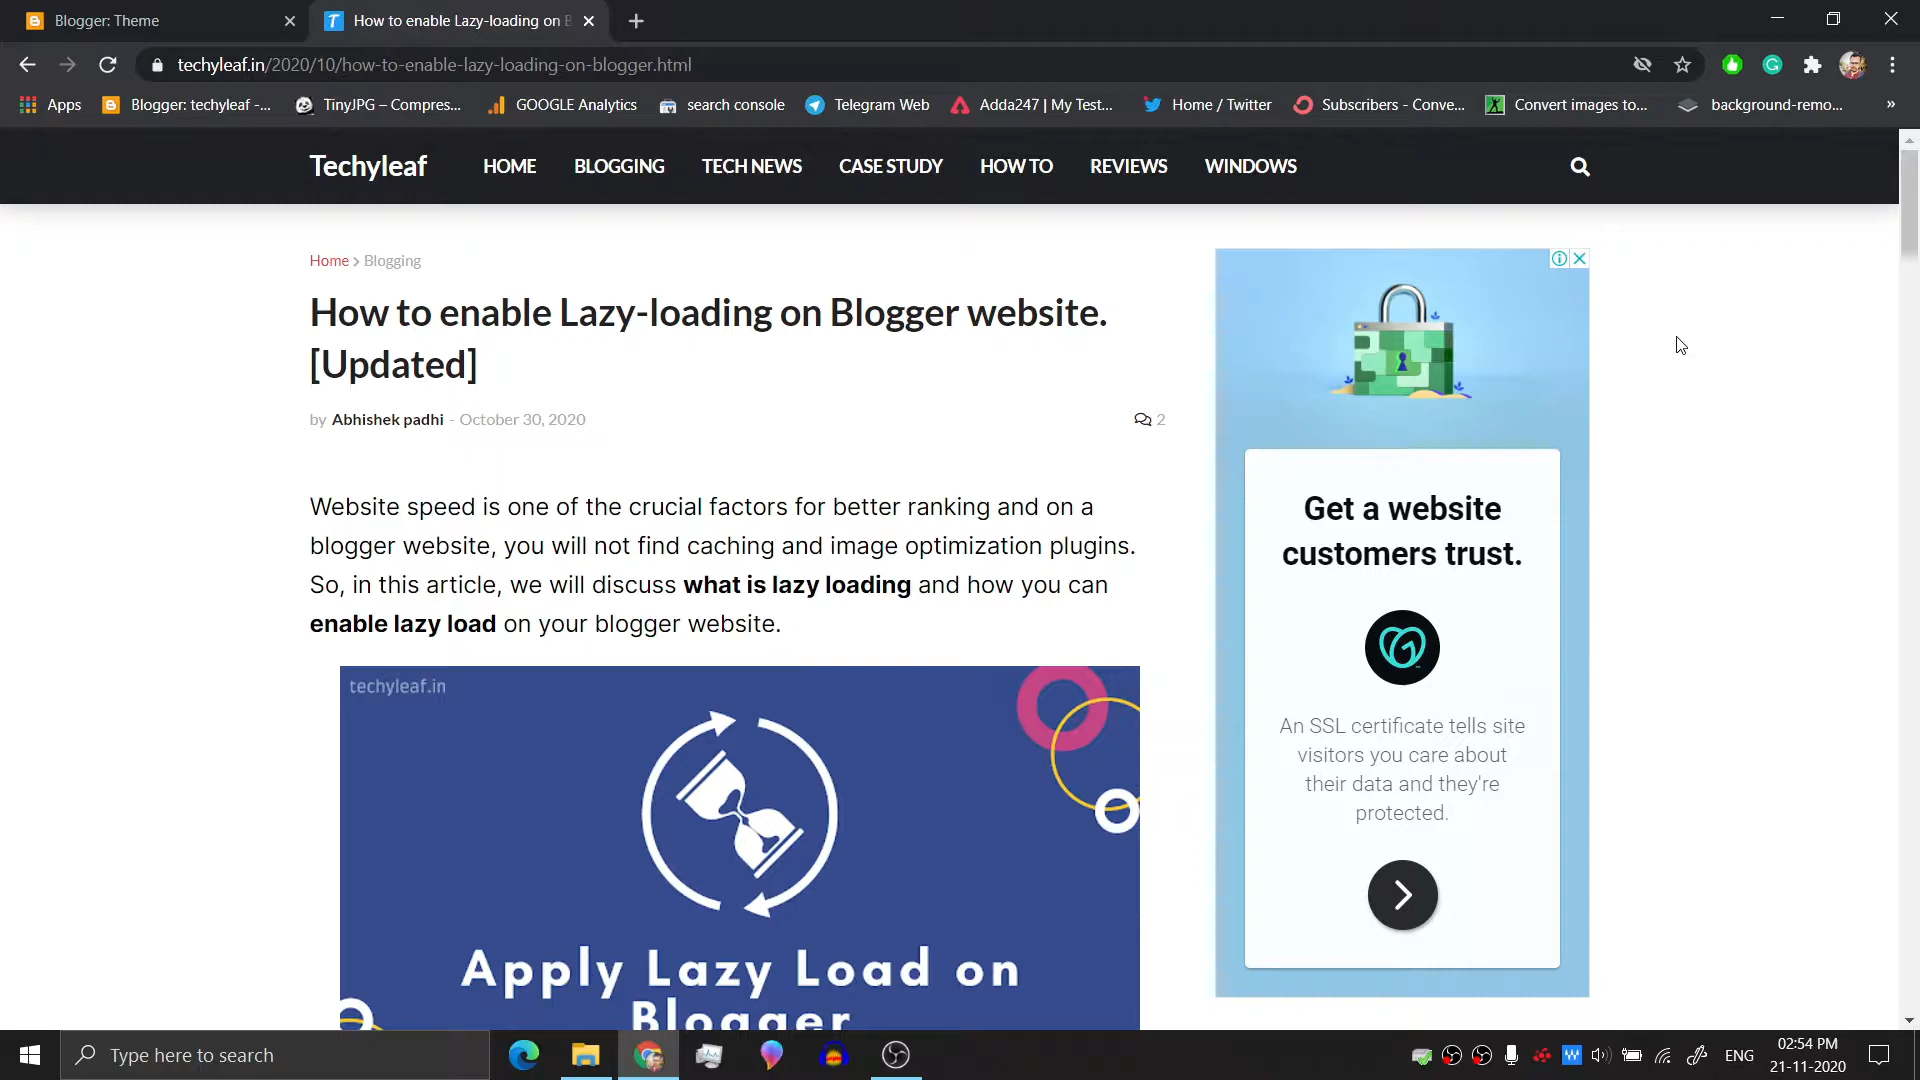 Blogger: Theme
How to enable Lazy-loading on B
techyleaf.in/2020/10/how-to-enable-lazy-loading-on-blogger.html
Apps
Blogger: techyleaf -...
TinyJPG – Compres...
GOOGLE Analytics
search console
Telegram Web
Adda247 | My Test...
Home / Twitter
Subscribers - Conve...
Convert images to...
background-remo...
»
Techyleaf
HOME
BLOGGING
TECH NEWS
CASE STUDY
HOW TO
REVIEWS
WINDOWS
Home > Blogging
How to enable Lazy-loading on Blogger website.
[Updated]
by Abhishek padhi - October 30, 2020
2
Website speed is one of the crucial factors for better ranking and on a
blogger website, you will not find caching and image optimization plugins.
So, in this article, we will discuss what is lazy loading and how you can
enable lazy load on your blogger website.
techyleaf.in
Apply Lazy Load on
Blogger
Get a website
customers trust.
An SSL certificate tells site
visitors you care about
their data and they're
protected.
Type here to search
ENG
02:54 PM
21-11-2020